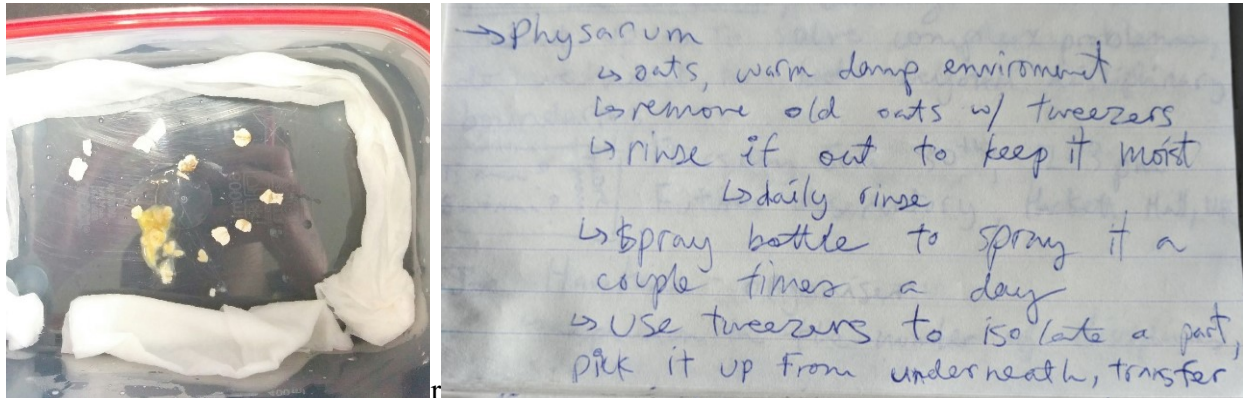 → Physarum
↳ oats, warm damp enviroment
↳ remove old oats w/ tweezers
↳ rinse it out to keep it moist
↳ daily rinse
↳ Spray bottle to spray it a
couple times a day
↳ Use tweezers to isolate a part,
pick it up from underneath, transfer
r